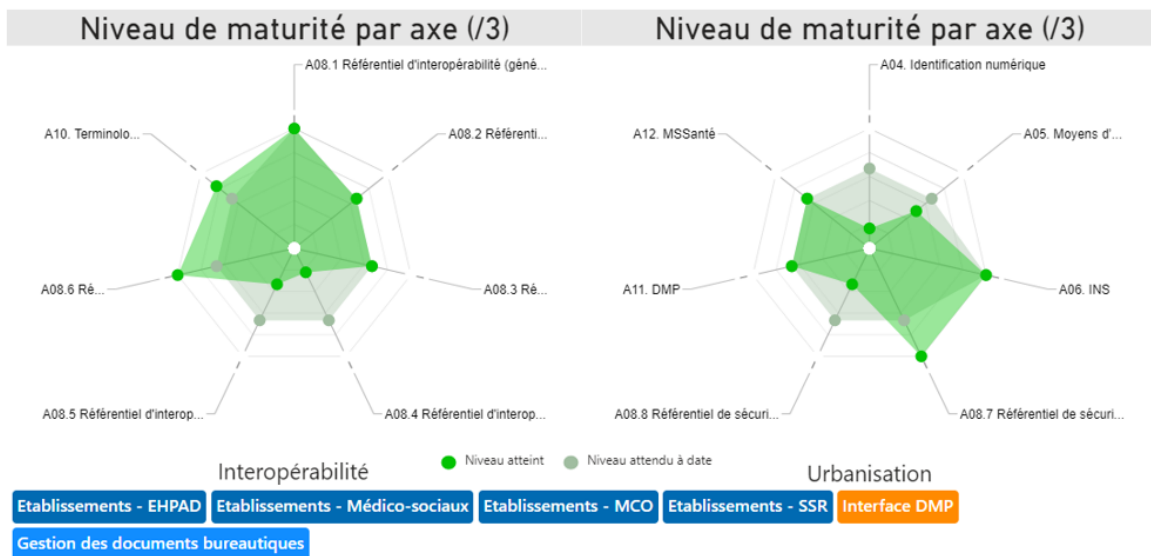 Niveau de maturité par axe (/3)
Niveau de maturité par axe (/3)
A08.1 Référentiel d'interopérabilité (géné...
A10. Terminolo...
A08.2 Référenti...
A08.6 Ré...
A08.3 Ré...
A08.5 Référentiel d'interop...
A08.4 Référentiel d'interop...
A04. Identification numérique
A12. MSSanté
A05. Moyens d'...
A11. DMP
A06. INS
A08.8 Référentiel de sécuri...
A08.7 Référentiel de sécuri...
Interopérabilité
Niveau atteint
Niveau attendu à date
Urbanisation
Etablissements - EHPAD
Etablissements - Médico-sociaux
Etablissements - MCO
Etablissements - SSR
Interface DMP
Gestion des documents bureautiques